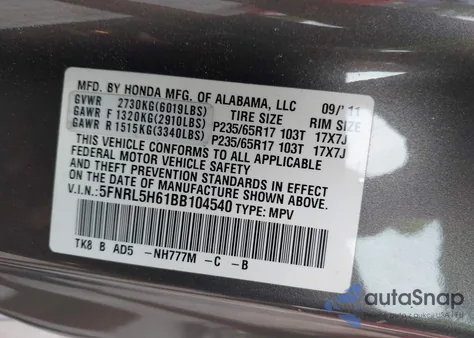 MFD. BY HONDA MFG. OF ALABAMA, LLC 09/'11
GVWR 2730KG(6019LBS) TIRE SIZE RIM SIZE
GAWR F 1320KG(2910LBS) P235/65R17 103T 17X7J
GAWR R 1515KG(3340LBS) P235/65R17 103T 17X7J
THIS VEHICLE CONFORMS TO ALL APPLICABLE
FEDERAL MOTOR VEHICLE SAFETY, BUMPER,
AND THEFT PREVENTION STANDARDS IN EFFECT
ON THE DATE OF MANUFACTURE SHOWN ABOVE.
V.I.N.: 5FNRL5H61BB104540 TYPE: MPV
TK8 B AD5 -NH777M -C -B
autoSnap